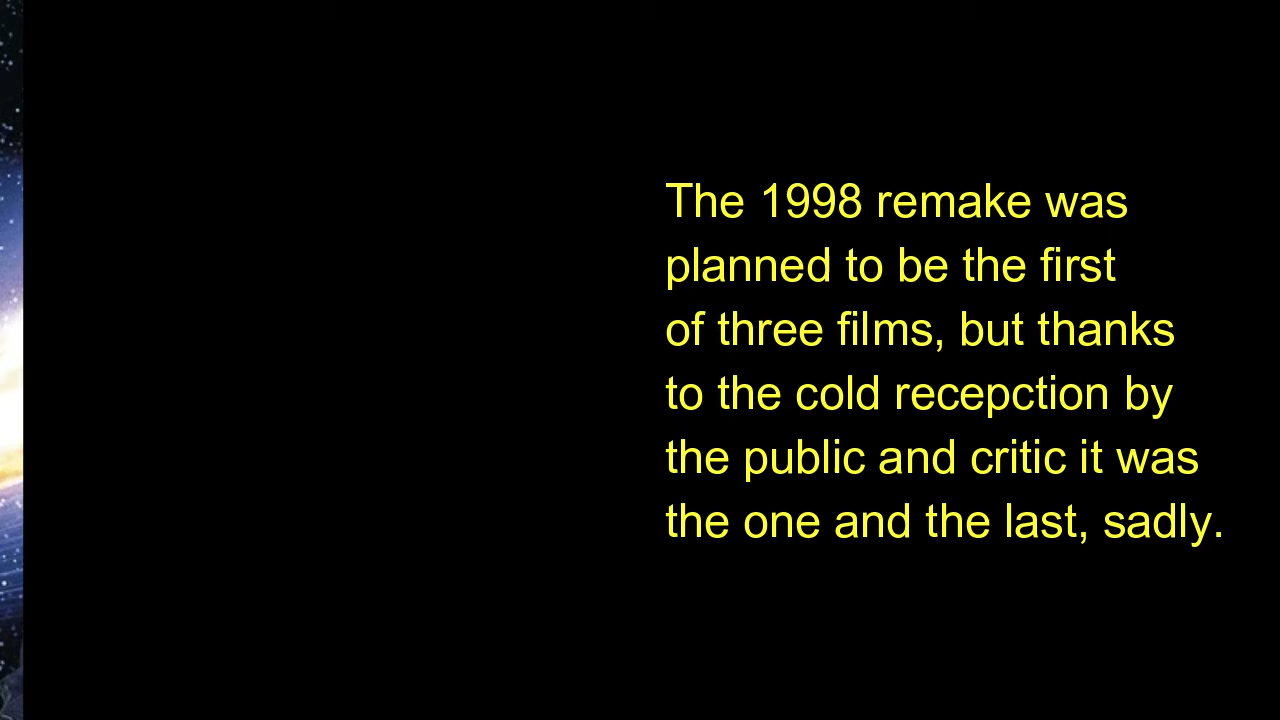 The 1998 remake was
planned to be the first
of three films, but thanks
to the cold recepction by
the public and critic it was
the one and the last, sadly.